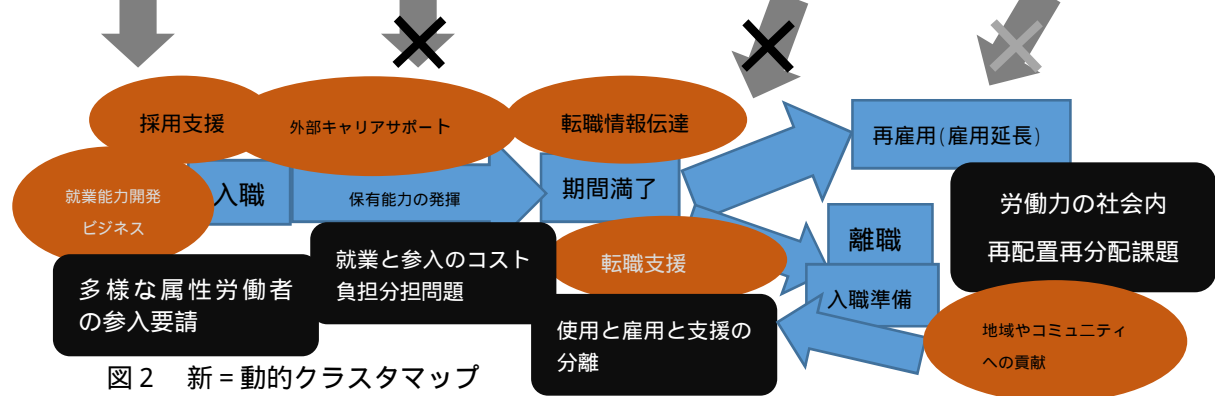 採用支援
外部キャリアサポート
転職情報伝達
再雇用(雇用延長)
就業能力開発
ビジネス
入職
保有能力の発揮
期間満了
労働力の社会内
再配置再分配課題
離職
就業と参入のコスト
負担分担問題
転職支援
多様な属性労働者
の参入要請
入職準備
使用と雇用と支援の
分離
地域やコミュニティ
への貢献
図2 新=動的クラスタマップ